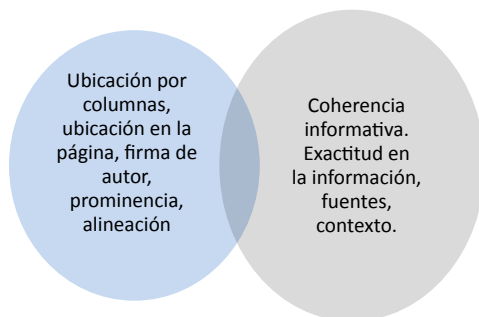 Ubicación por
columnas,
ubicación en la
página, firma de
autor,
prominencia,
alineación
Coherencia
informativa.
Exactitud en
la información,
fuentes,
contexto.